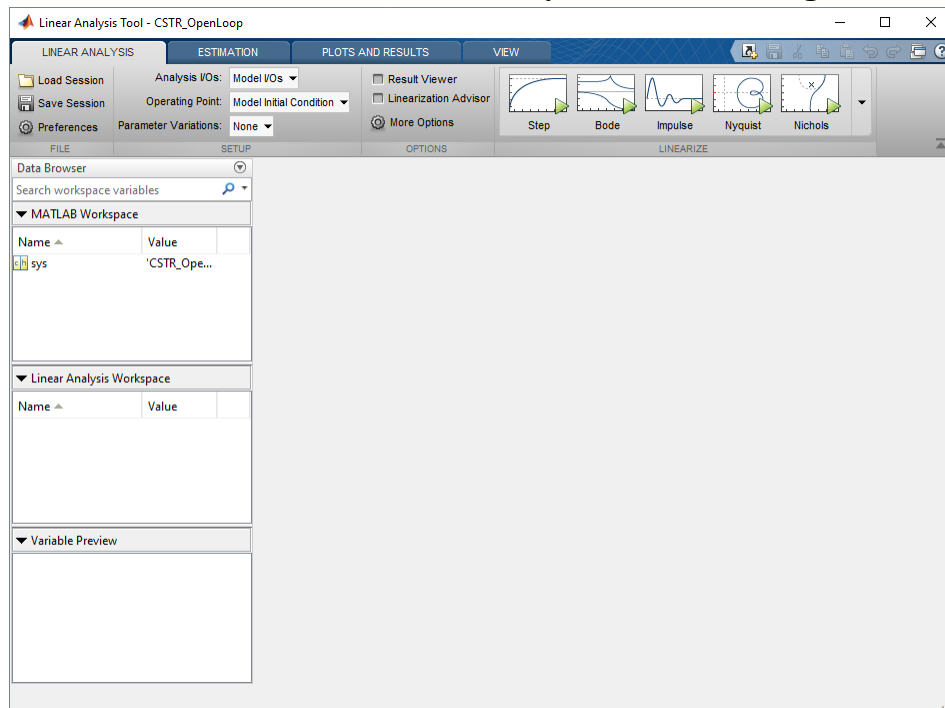 Linear Analysis Tool - CSTR_OpenLoop
LINEAR ANALYSIS ESTIMATION PLOTS AND RESULTS VIEW
Load Session Analysis I/Os: Model I/Os Result Viewer
Save Session Operating Point: Model Initial Condition Linearization Advisor
Preferences Parameter Variations: None More Options Step Bode Impulse Nyquist Nichols
FILE SETUP OPTIONS LINEARIZE
Data Browser
Search workspace variables
MATLAB Workspace
Name Value
sys 'CSTR_Ope...
Linear Analysis Workspace
Name Value
Variable Preview